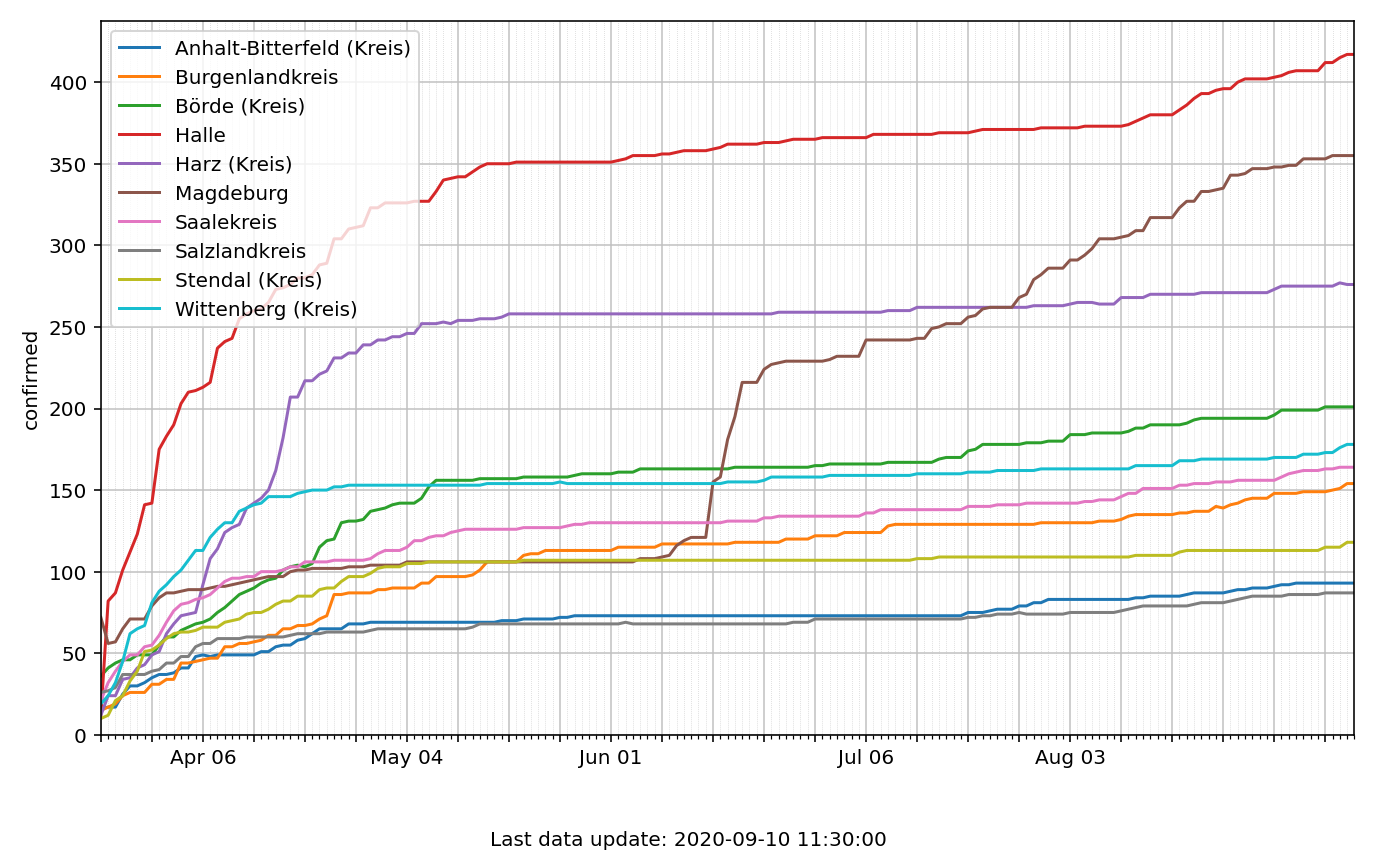 Anhalt-Bitterfeld (Kreis)
Burgenlandkreis
Börde (Kreis)
Halle
Harz (Kreis)
Magdeburg
Saalekreis
Salzlandkreis
Stendal (Kreis)
Wittenberg (Kreis)
400
350
300
250
200
150
100
50
0
confirmed
Apr 06 May 04 Jun 01 Jul 06 Aug 03
Last data update: 2020-09-10 11:30:00